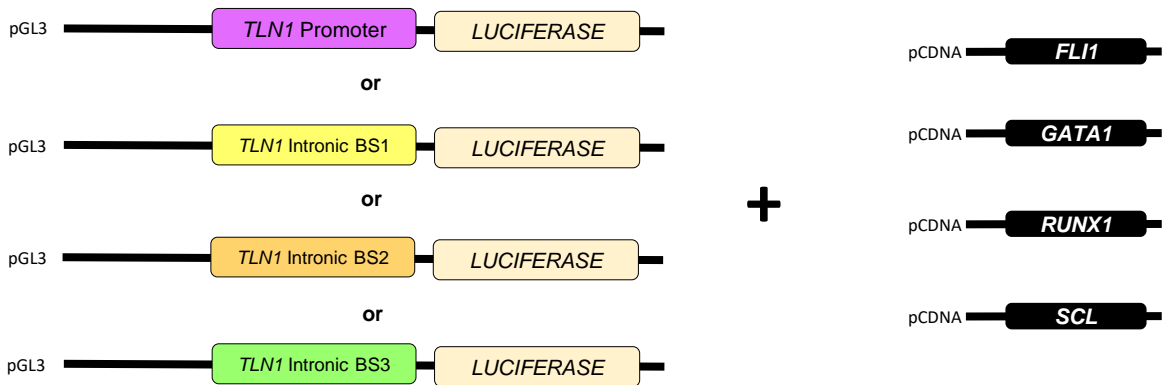 pGL3 TLN1 Promoter LUCIFERASE
or
pGL3 TLN1 Intronic BS1 LUCIFERASE
or
pGL3 TLN1 Intronic BS2 LUCIFERASE
or
pGL3 TLN1 Intronic BS3 LUCIFERASE
+
pCDNA FLI1
pCDNA GATA1
pCDNA RUNX1
pCDNA SCL